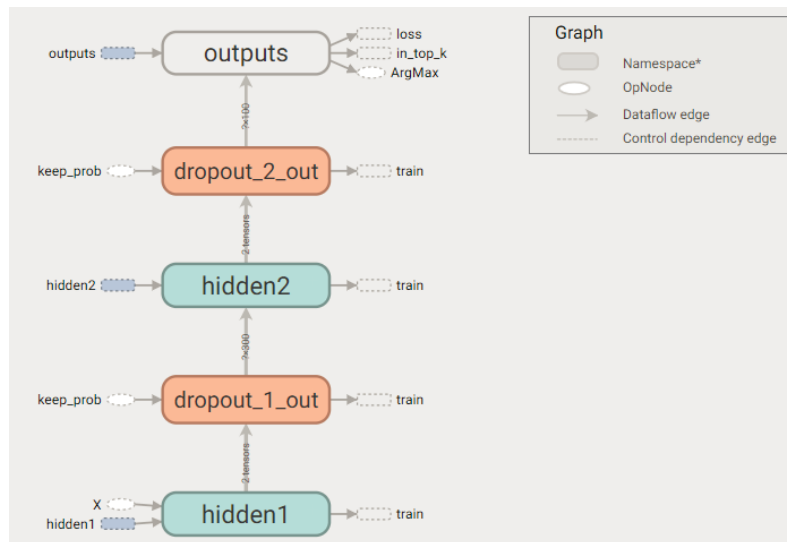 outputs
outputs
loss
in_top_k
ArgMax
?×100
keep_prob
dropout_2_out
train
2 tensors
hidden2
hidden2
train
?×300
keep_prob
dropout_1_out
train
2 tensors
X
hidden1
hidden1
train
Graph
Namespace*
OpNode
Dataflow edge
Control dependency edge